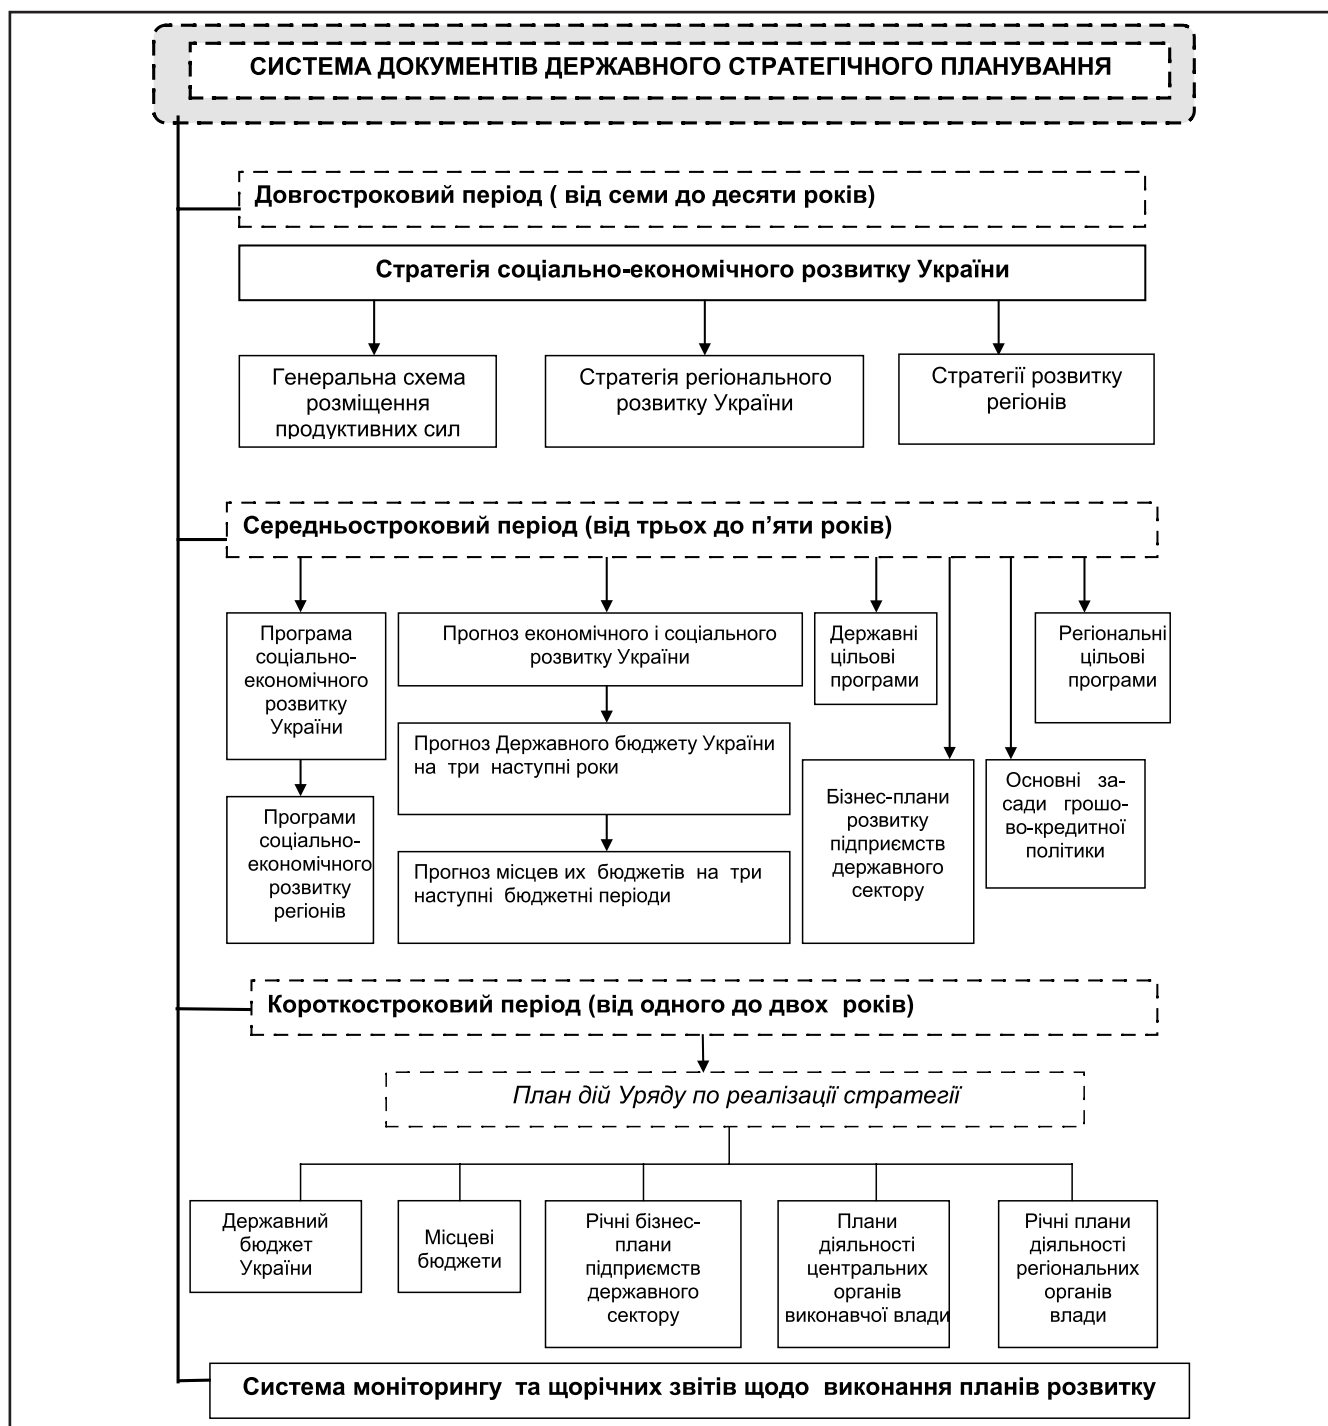 СИСТЕМА ДОКУМЕНТІВ ДЕРЖАВНОГО СТРАТЕГІЧНОГО ПЛАНУВАННЯ
Довгостроковий період ( від семи до десяти років)
Стратегія соціально-економічного розвитку України
Генеральна схема
розміщення
продуктивних сил
Стратегія регіонального
розвитку України
Стратегії розвитку
регіонів
Середньостроковий період (від трьох до п’яти років)
Програма
соціально-
економічного
розвитку
України
Прогноз економічного і соціального
розвитку України
Державні
цільові
програми
Регіональні
цільові
програми
Прогноз Державного бюджету України
на три наступні роки
Бізнес-плани
розвитку
підприємств
державного
сектору
Основні за-
сади грошо-
во-кредитної
політики
Програми
соціально-
економічного
розвитку
регіонів
Прогноз місцев их бюджетів на три
наступні бюджетні періоди
Короткостроковий період (від одного до двох років)
План дій Уряду по реалізації стратегії
Державний
бюджет
України
Місцеві
бюджети
Річні бізнес-
плани
підприємств
державного
сектору
Плани
діяльності
центральних
органів
виконавчої влади
Річні плани
діяльності
регіональних
органів
влади
Система моніторингу та щорічних звітів щодо виконання планів розвитку